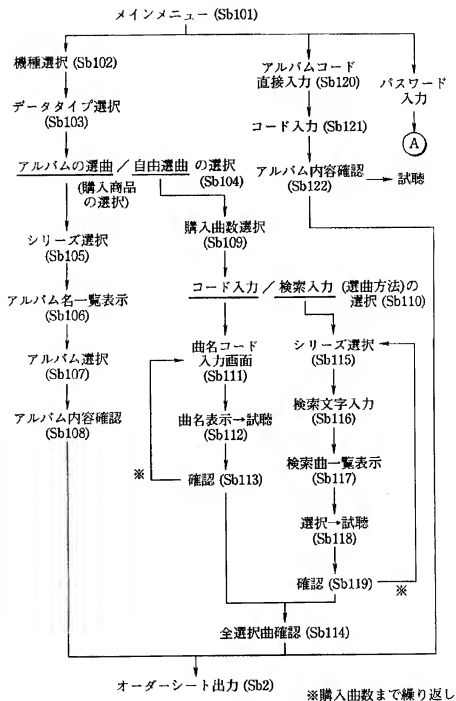 メインメニュー (Sb101)
機種選択 (Sb102)
データタイプ選択
(Sb103)
アルバムの選曲 / 自由選曲 の選択
(Sb104)
(購入商品
の選択)
シリーズ選択
(Sb105)
アルバム名一覧表示
(Sb106)
アルバム選択
(Sb107)
アルバム内容確認
(Sb108)
購入曲数選択
(Sb109)
コード入力 / 検索入力 (選曲方法)の
選択 (Sb110)
曲名コード
入力画面
(Sb111)
曲名表示→試聴
(Sb112)
※
確認 (Sb113)
シリーズ選択
(Sb115)
検索文字入力
(Sb116)
検索曲一覧表示
(Sb117)
選択→試聴
(Sb118)
確認 (Sb119)
※
全選択曲確認 (Sb114)
アルバムコード
直接入力 (Sb120)
コード入力 (Sb121)
アルバム内容確認
(Sb122)
試聴
パスワード
入力
A
オーダーシート出力 (Sb2)
※購入曲数まで繰り返し